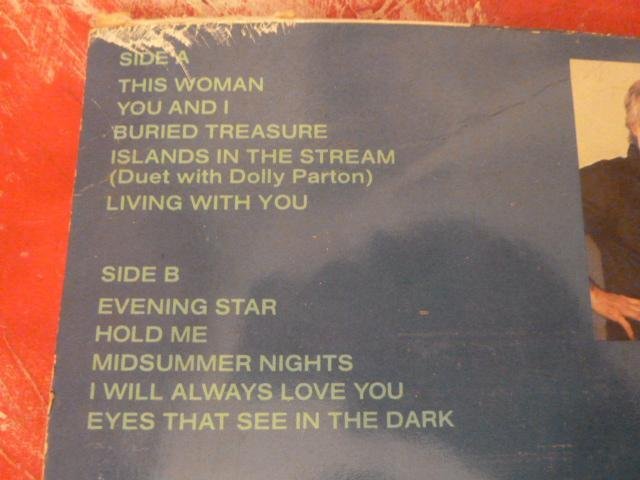 SIDE A
THIS WOMAN
YOU AND I
BURIED TREASURE
ISLANDS IN THE STREAM
(Duet with Dolly Parton)
LIVING WITH YOU
SIDE B
EVENING STAR
HOLD ME
MIDSUMMER NIGHTS
I WILL ALWAYS LOVE YOU
EYES THAT SEE IN THE DARK